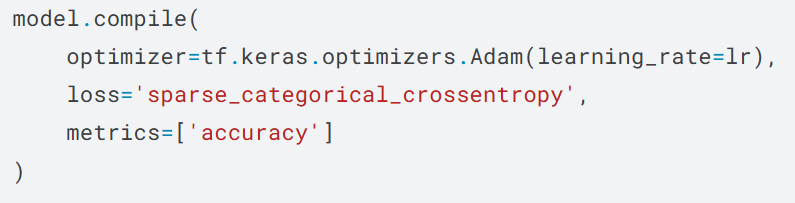 model.compile(
    optimizer=tf.keras.optimizers.Adam(learning_rate=lr),
    loss='sparse_categorical_crossentropy',
    metrics=['accuracy']
)